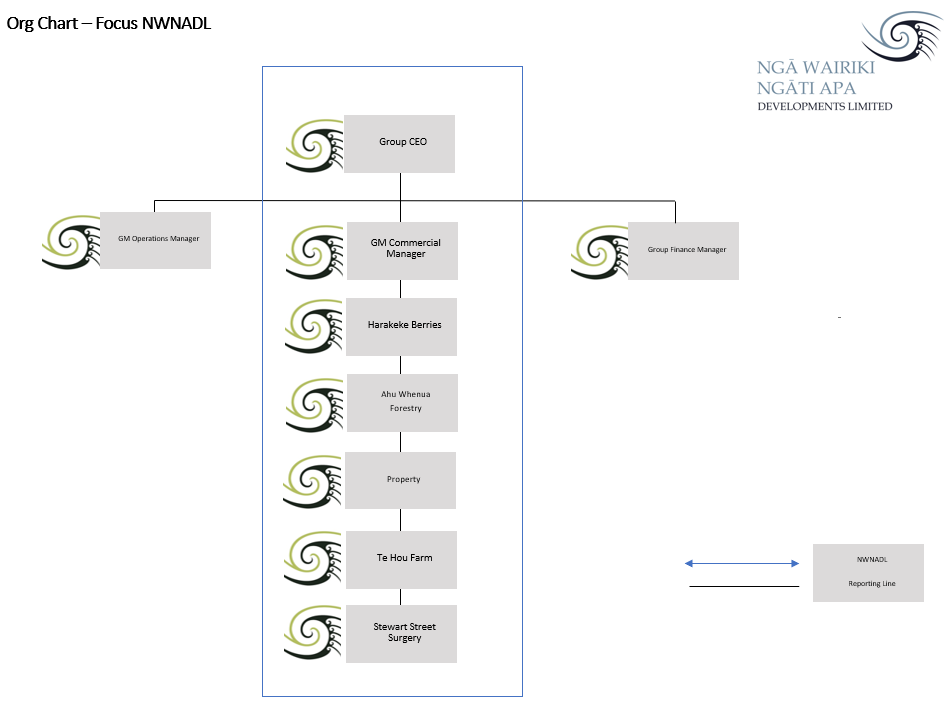 Org Chart – Focus NWNADL
NGĀ WAIRIKI
NGĀTI APA
DEVELOPMENTS LIMITED
Group CEO
GM Operations Manager
GM Commercial
Manager
Group Finance Manager
Harakeke Berries
-
Ahu Whenua
Forestry
Property
Te Hou Farm
Stewart Street
Surgery
NWNADL
Reporting Line